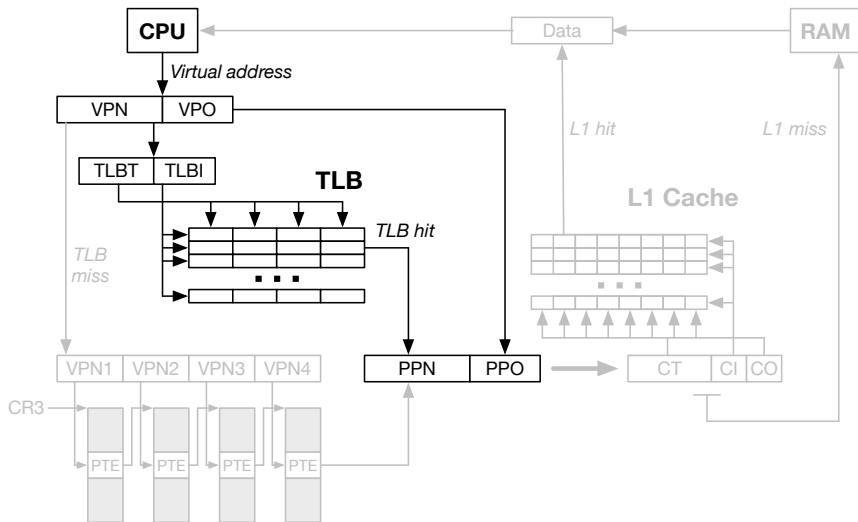 CPU
Data
RAM
Virtual address
VPN VPO
L1 hit
L1 miss
TLBT TLBI
TLB
L1 Cache
TLB hit
TLB
miss
VPN1 VPN2 VPN3 VPN4
PPN PPO
CT CI CO
CR3
PTE PTE PTE PTE